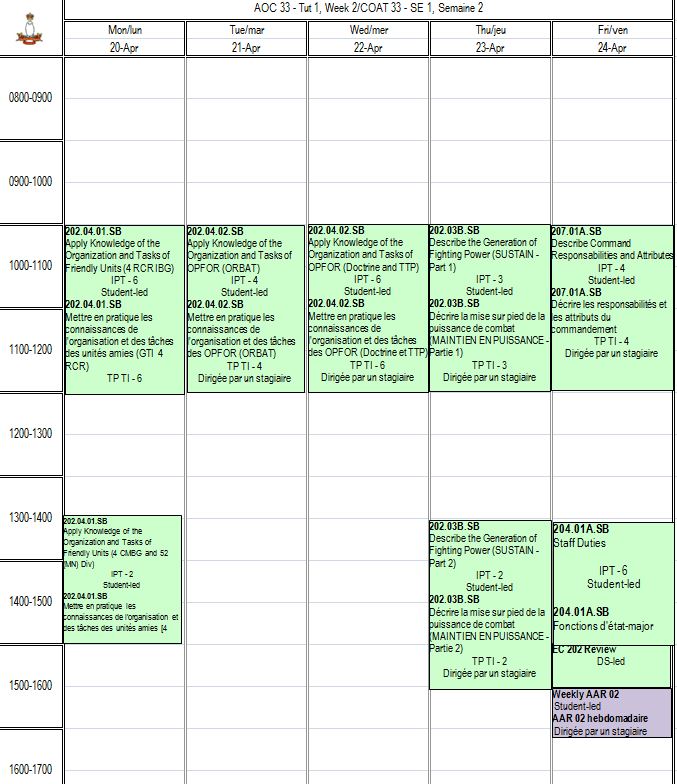 AOC 33 - Tut 1, Week 2/COAT 33 - SE 1, Semaine 2
Mon/lun
Tue/mar
Wed/mer
Thu/jeu
Fri/ven
20-Apr
21-Apr
22-Apr
23-Apr
24-Apr
0800-0900
0900-1000
1000-1100
1100-1200
1200-1300
1300-1400
1400-1500
1500-1600
1600-1700
202.04.01.SB
Apply Knowledge of the
Organization and Tasks of
Friendly Units (4 RCR IBG)
IPT - 6
Student-led
202.04.01.SB
Mettre en pratique les
connaissances de
l'organisation et des tâches
des unités amies (GTI 4
RCR)
TP TI - 6
202.04.01.SB
Apply Knowledge of the
Organization and Tasks of
Friendly Units (4 CMBG and 52
(MN) Div)
IPT - 2
Student-led
202.04.01.SB
Mettre en pratique les
connaissances de l'organisation et
des tâches des unités amies (4
202.04.02.SB
Apply Knowledge of the
Organization and Tasks of
OPFOR (ORBAT)
IPT - 4
Student-led
202.04.02.SB
Mettre en pratique les
connaissances de
l'organisation et des tâches
des OPFOR (ORBAT)
TP TI - 4
Dirigée par un stagiaire
202.04.02.SB
Apply Knowledge of the
Organization and Tasks of
OPFOR (Doctrine and TTP)
IPT - 6
Student-led
202.04.02.SB
Mettre en pratique les
connaissances de
l'organisation et des tâches
des OPFOR (Doctrine et TTP)
TP TI - 6
Dirigée par un stagiaire
202.03B.SB
Describe the Generation of
Fighting Power (SUSTAIN -
Part 1)
IPT - 3
Student-led
202.03B.SB
Décrire la mise sur pied de la
puissance de combat
(MAINTIEN EN PUISSANCE -
Partie 1)
TP TI - 3
Dirigée par un stagiaire
202.03B.SB
Describe the Generation of
Fighting Power (SUSTAIN -
Part 2)
IPT - 2
Student-led
202.03B.SB
Décrire la mise sur pied de la
puissance de combat
(MAINTIEN EN PUISSANCE -
Partie 2)
TP TI - 2
Dirigée par un stagiaire
207.01A.SB
Describe Command
Responsibilities and Attributes
IPT - 4
Student-led
207.01A.SB
Décrire les responsabilités et
les attributs du
commandement
TP TI - 4
Dirigée par un stagiaire
204.01A.SB
Staff Duties
IPT - 6
Student-led
204.01A.SB
Fonctions d'état-major
EC 202 Review
DS-led
Weekly AAR 02
Student-led
AAR 02 hebdomadaire
Dirigée par un stagiaire